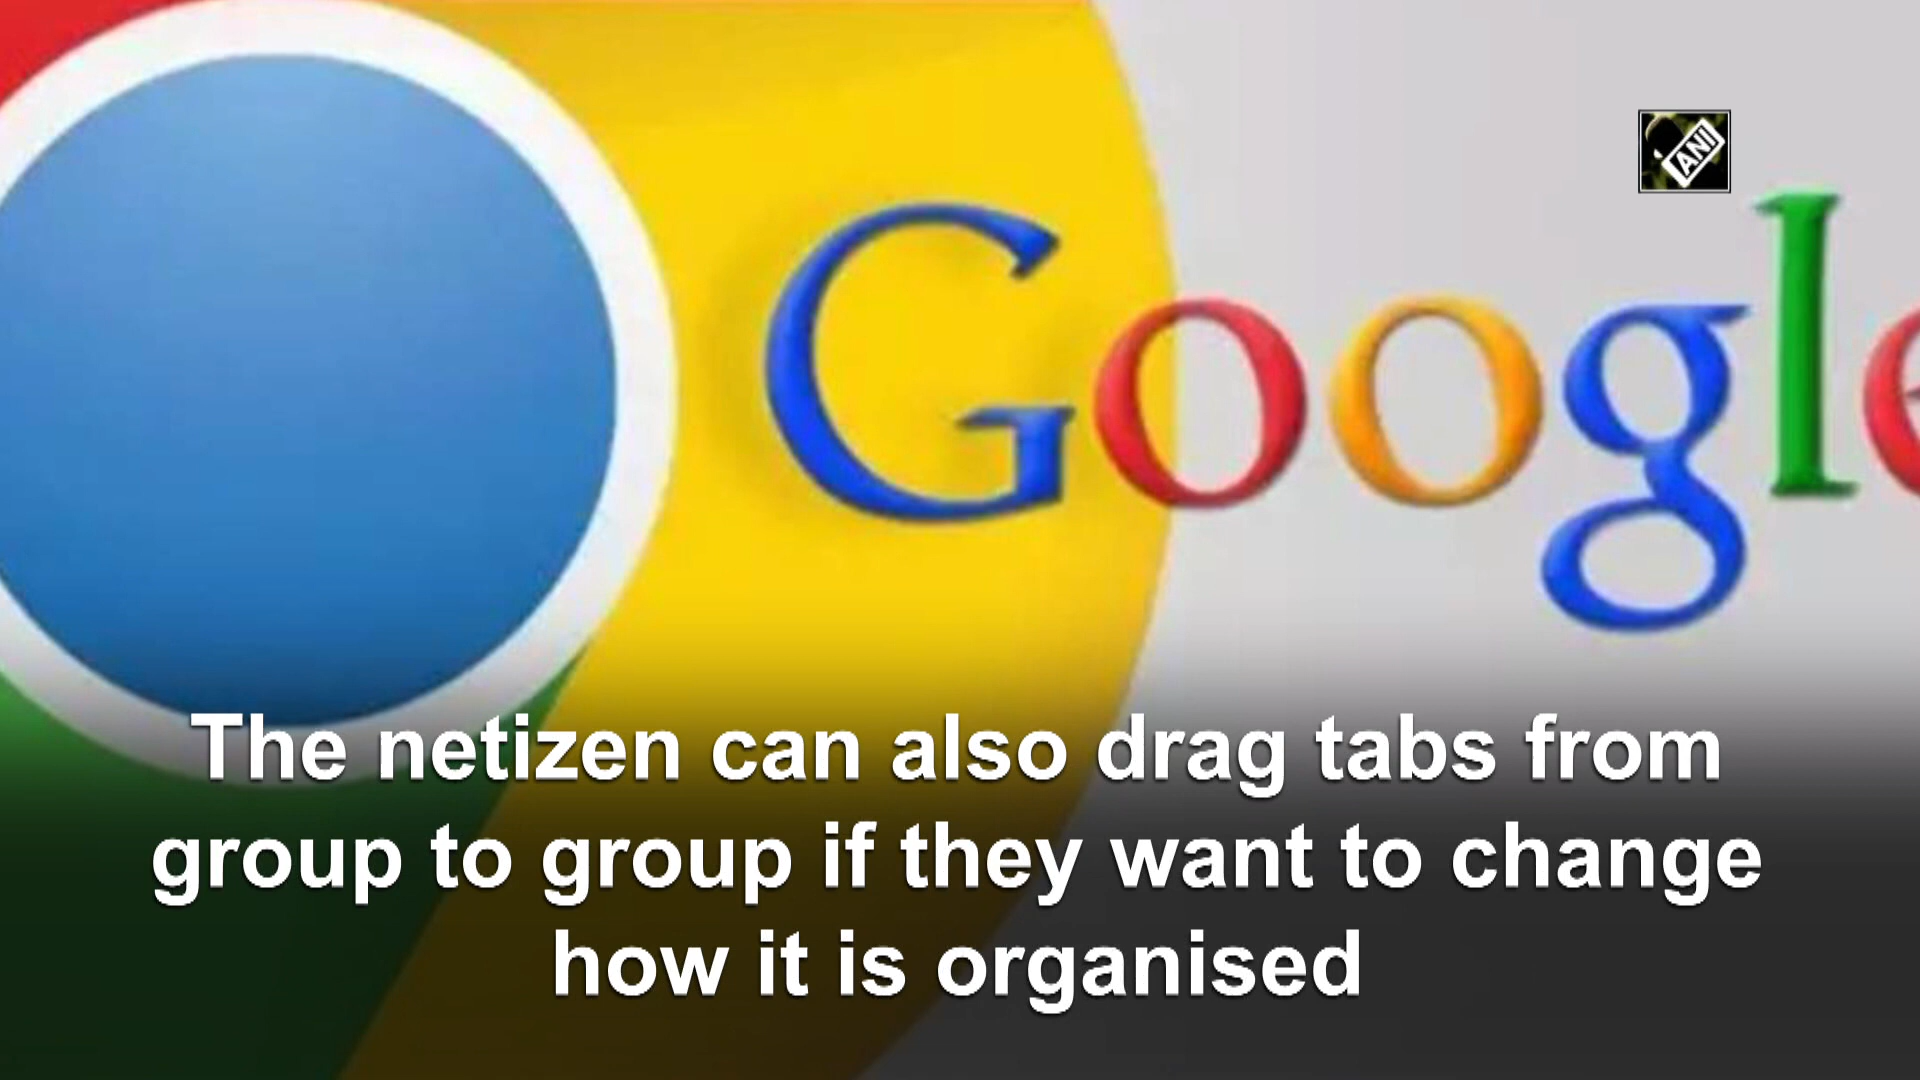 ANI
Google
The netizen can also drag tabs from
group to group if they want to change
how it is organised